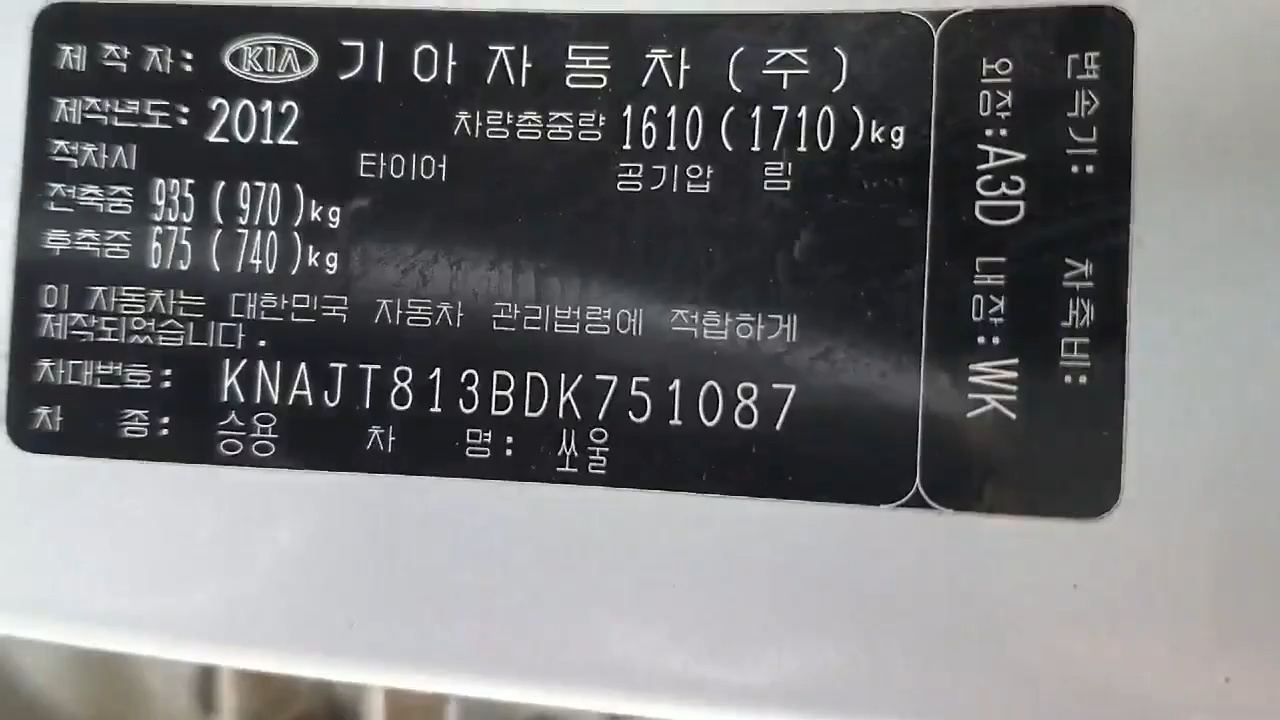 제 작 자: KIA 기 아 자 동 차 (주)
제작년도: 2012 차량총중량 1610 (1710 )kg
적차시 타이어 공기압 림
전축중 935 ( 970 )kg
후축중 675 ( 740 )kg
이 자동차는 대한민국 자동차 관리법령에 적합하게
제작되었습니다.
차대번호: KNAJT813BDK751087
차 종: 승용 차 명: 쏘울
변속기: 차축비:
외장:A3D 내장:WK